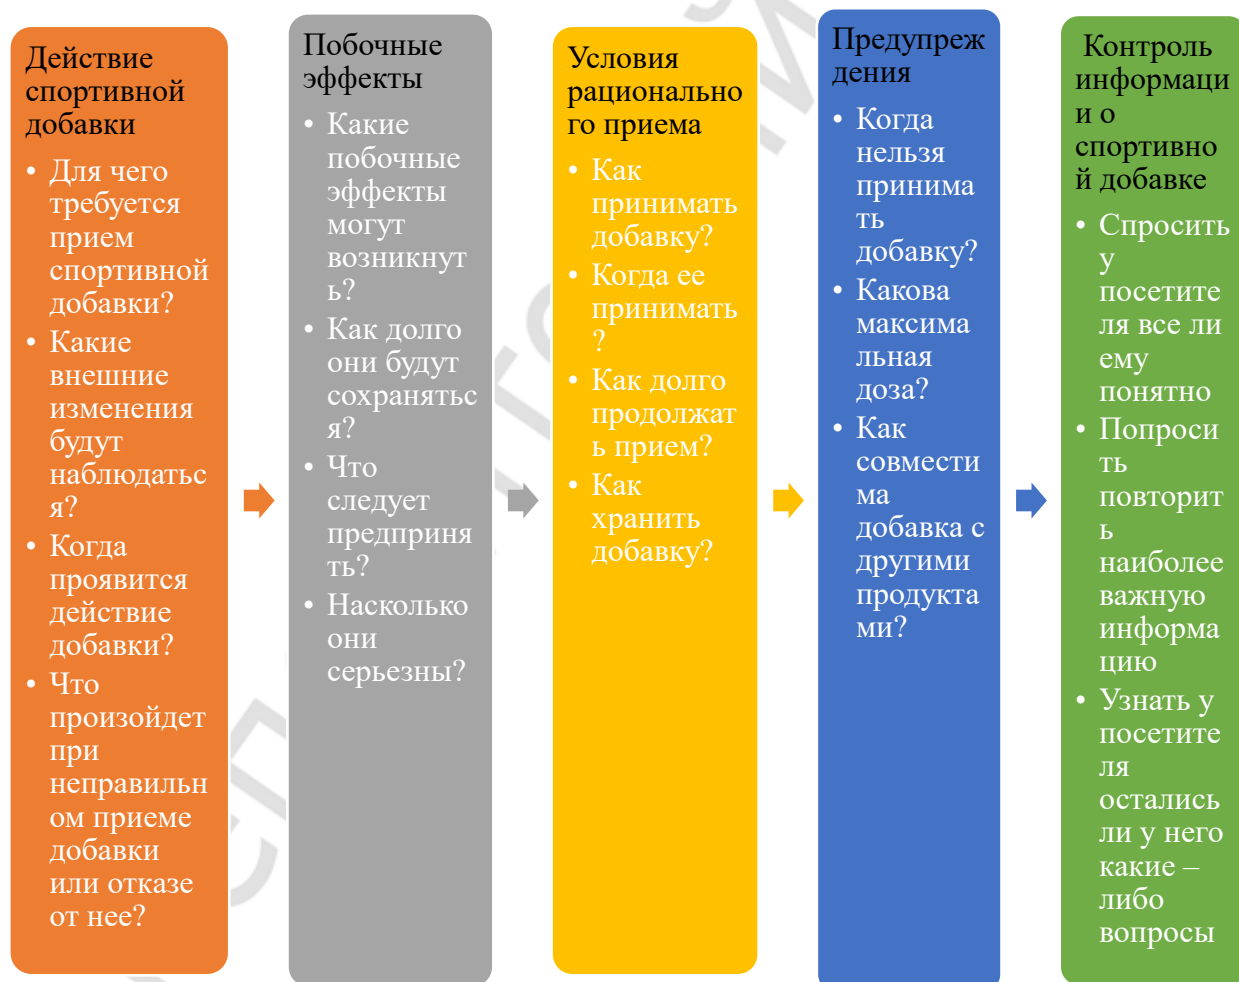 Действие
спортивной
добавки
• Для чего
требуется
прием
спортивной
добавки?
• Какие
внешние
изменения
будут
наблюдатьс
я?
• Когда
проявится
действие
добавки?
• Что
произойдет
при
неправильн
ом приеме
добавки
или отказе
от нее?
Побочные
эффекты
• Какие
побочные
эффекты
могут
возникнут
ь?
• Как долго
они будут
сохранятьс
я?
• Что
следует
предприня
ть?
• Насколько
они
серьезны?
Условия
рационально
го приема
• Как
принимать
добавку?
• Когда ее
принимать
?
• Как долго
продолжат
ь прием?
• Как
хранить
добавку?
Предупреж
дения
• Когда
нельзя
принима
ть
добавку?
• Какова
максима
льная
доза?
• Как
совмести
ма
добавка с
другими
продукта
ми?
Контроль
информаци
и о
спортивно
й добавке
• Спросить
у
посетите
ля все ли
ему
понятно
• Попроси
ть
повторит
ь
наиболее
важную
информа
цию
• Узнать у
посетите
ля
остались
ли у него
какие –
либо
вопросы